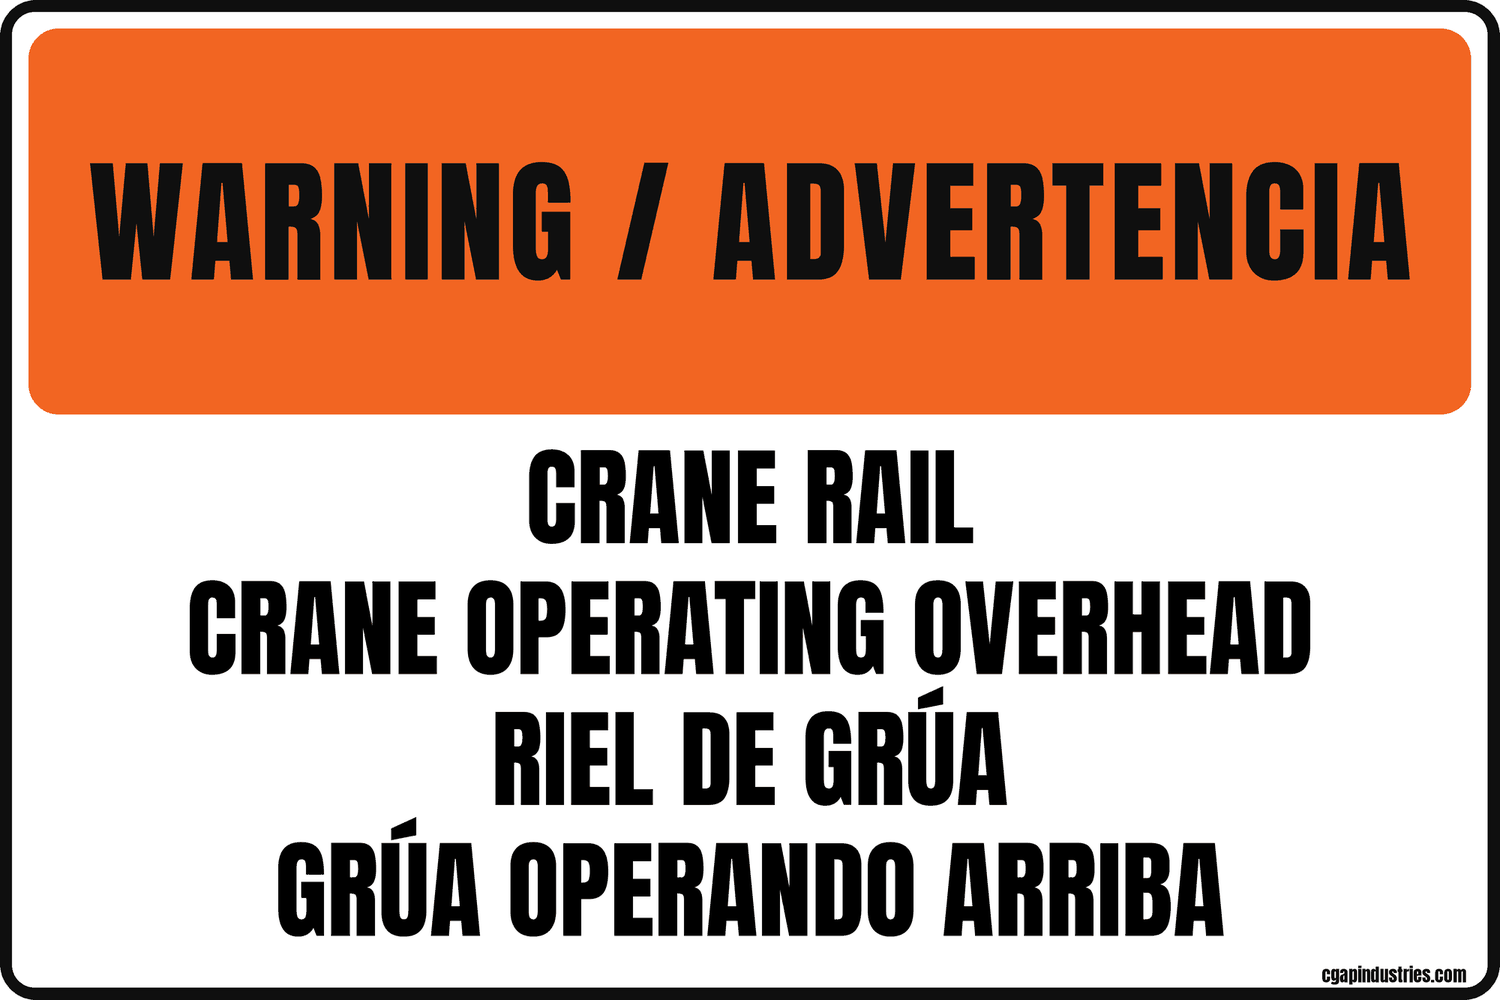 WARNING / ADVERTENCIA
CRANE RAIL
CRANE OPERATING OVERHEAD
RIEL DE GRÚA
GRÚA OPERANDO ARRIBA
cgapindustries.com